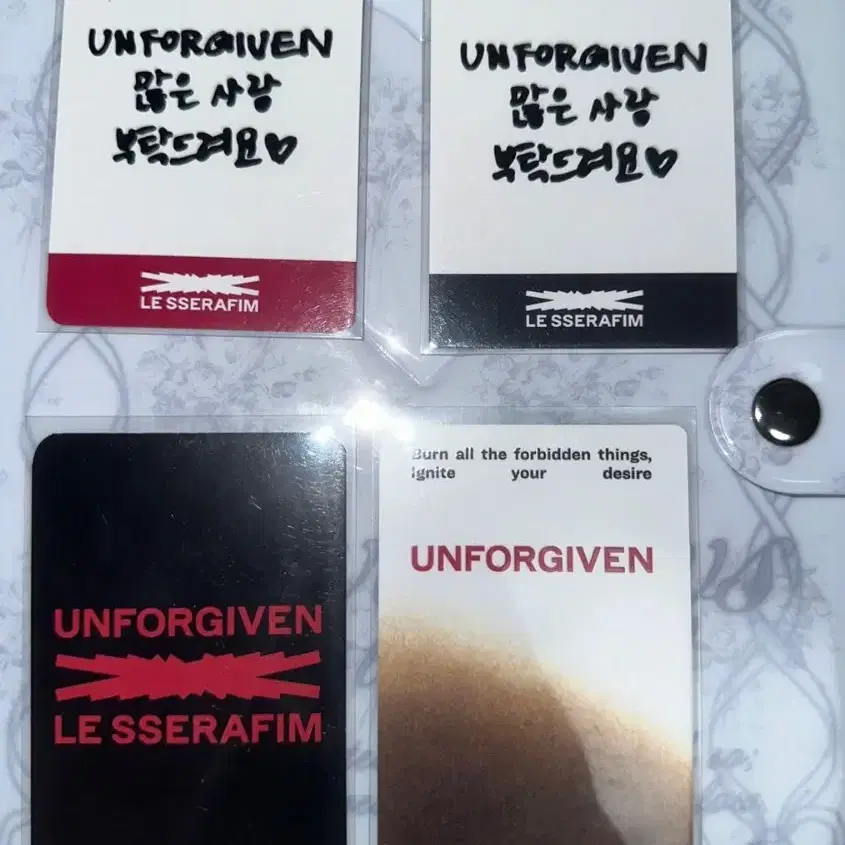 UNFORGIVEN
많은 사랑
부탁드려요♡
LE SSERAFIM
UNFORGIVEN
많은 사랑
부탁드려요♡
LE SSERAFIM
UNFORGIVEN
LE SSERAFIM
Burn all the forbidden things,
Ignite your desire
UNFORGIVEN